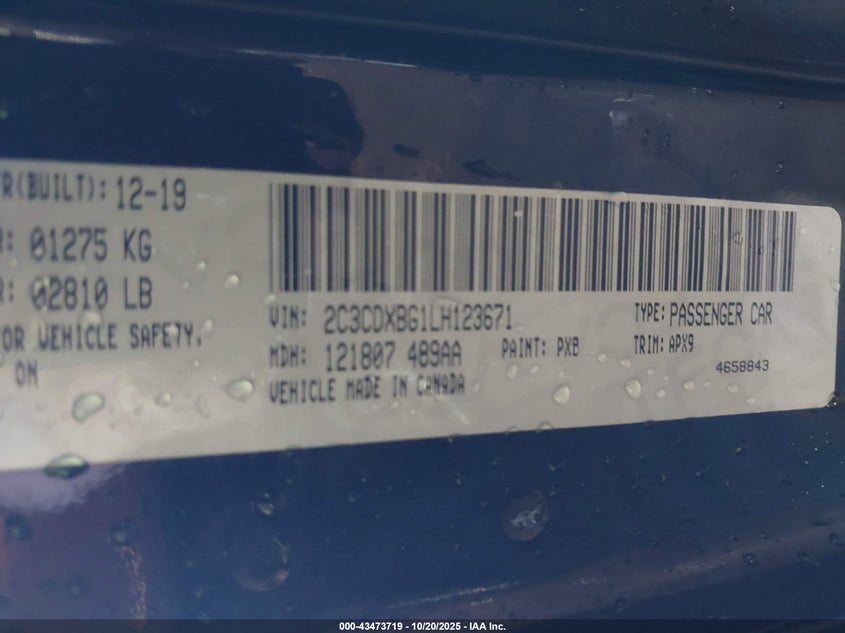 R(BUILT): 12-19
R: 01275 KG
R: 02810 LB
OR VEHICLE SAFETY.
ON
VIN: 2C3CDXBG1LH123671
TYPE: PASSENGER CAR
MDH: 121807 489AA
PAINT: PX8
TRIM: APX9
VEHICLE MADE IN CANADA
4658843
000-43473719 - 10/20/2025 - IAA Inc.